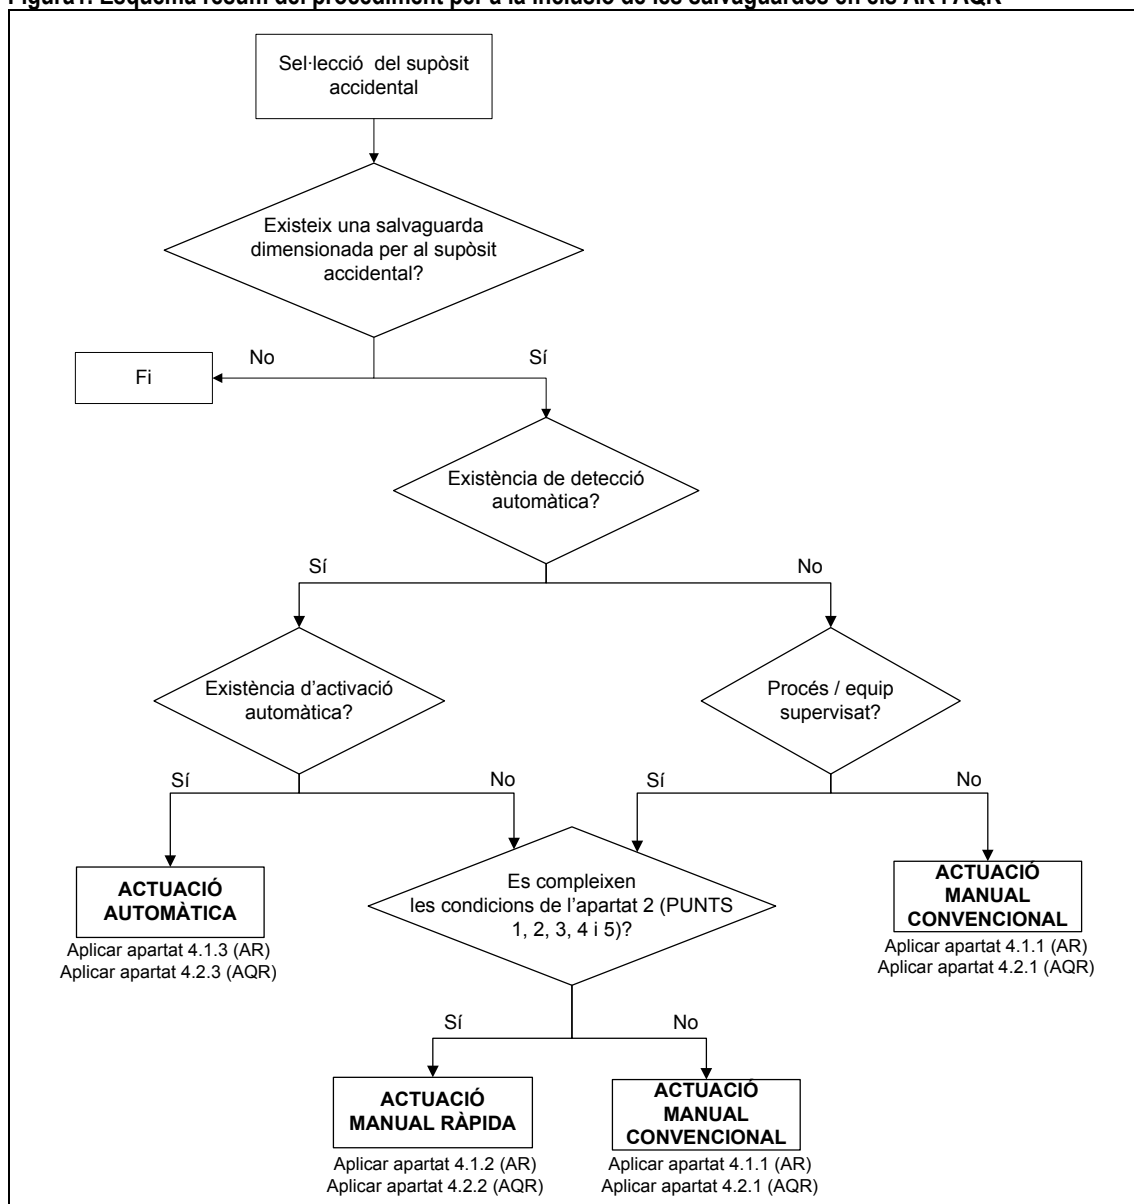 Figura1. Esquema resum del procediment per a la inclusió de les salvaguardes en els AR i AQR
Sel·lecció del supòsit
accidental
Existeix una salvaguarda
dimensionada per al supòsit
accidental?
No
Sí
Fi
Existència de detecció
automàtica?
Sí
No
Existència d'activació
automàtica?
Procés / equip
supervisat?
Sí
No
Sí
No
ACTUACIÓ
AUTOMÀTICA
Aplicar apartat 4.1.3 (AR)
Aplicar apartat 4.2.3 (AQR)
Es compleixen
les condicions de l'apartat 2 (PUNTS
1, 2, 3, 4 i 5)?
ACTUACIÓ
MANUAL
CONVENCIONAL
Aplicar apartat 4.1.1 (AR)
Aplicar apartat 4.2.1 (AQR)
Sí
No
ACTUACIÓ
MANUAL RÀPIDA
Aplicar apartat 4.1.2 (AR)
Aplicar apartat 4.2.2 (AQR)
ACTUACIÓ
MANUAL
CONVENCIONAL
Aplicar apartat 4.1.1 (AR)
Aplicar apartat 4.2.1 (AQR)